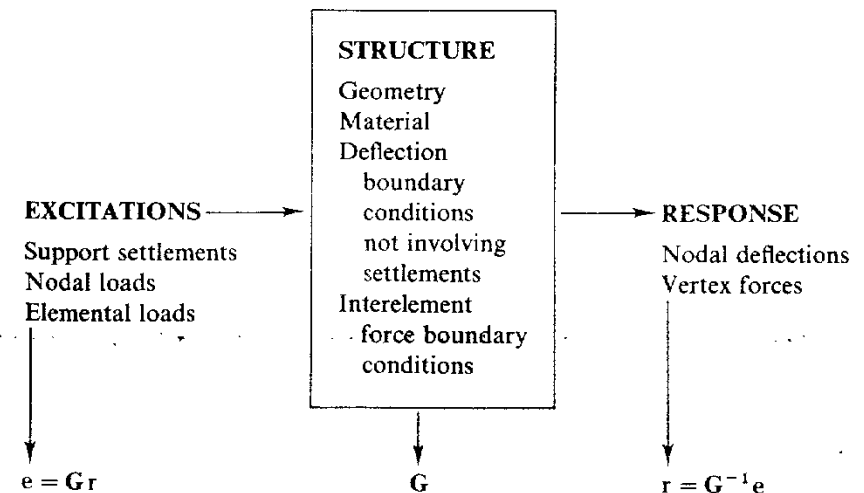 STRUCTURE
Geometry
Material
Deflection
boundary
conditions
not involving
settlements
Interelement
force boundary
conditions
EXCITATIONS
Support settlements
Nodal loads
Elemental loads
RESPONSE
Nodal deflections
Vertex forces
e = Gr
G
r = G⁻¹e